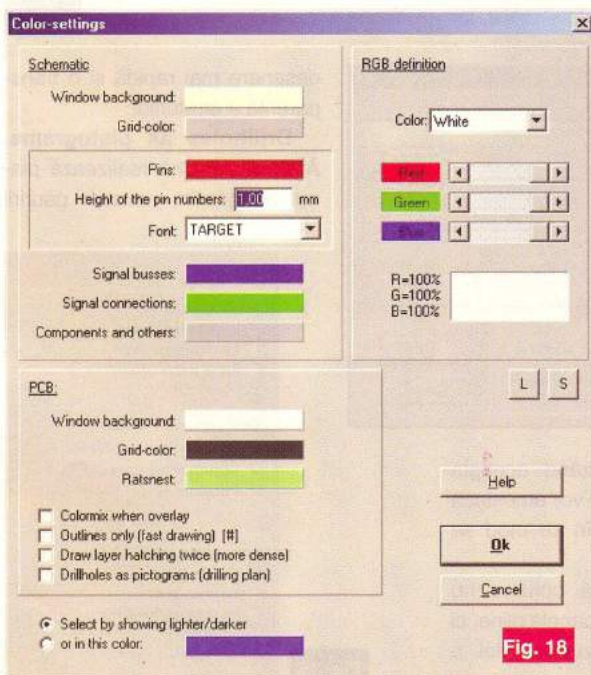 Color-settings
Schematic
Window background:
Grid-color:
Pins:
Height of the pin numbers: 1,00 mm
Font: TARGET
Signal busses:
Signal connections:
Components and others:
RGB definition
Color: White
Red
Green
Blue
R=100%
G=100%
B=100%
L S
PCB:
Window background:
Grid-color:
Ratsnest:
Colormix when overlay
Outlines only (fast drawing) [#]
Draw layer hatching twice (more dense)
Drillholes as pictograms (drilling plan)
Select by showing lighter/darker
or in this color:
Help
Ok
Cancel
Fig. 18